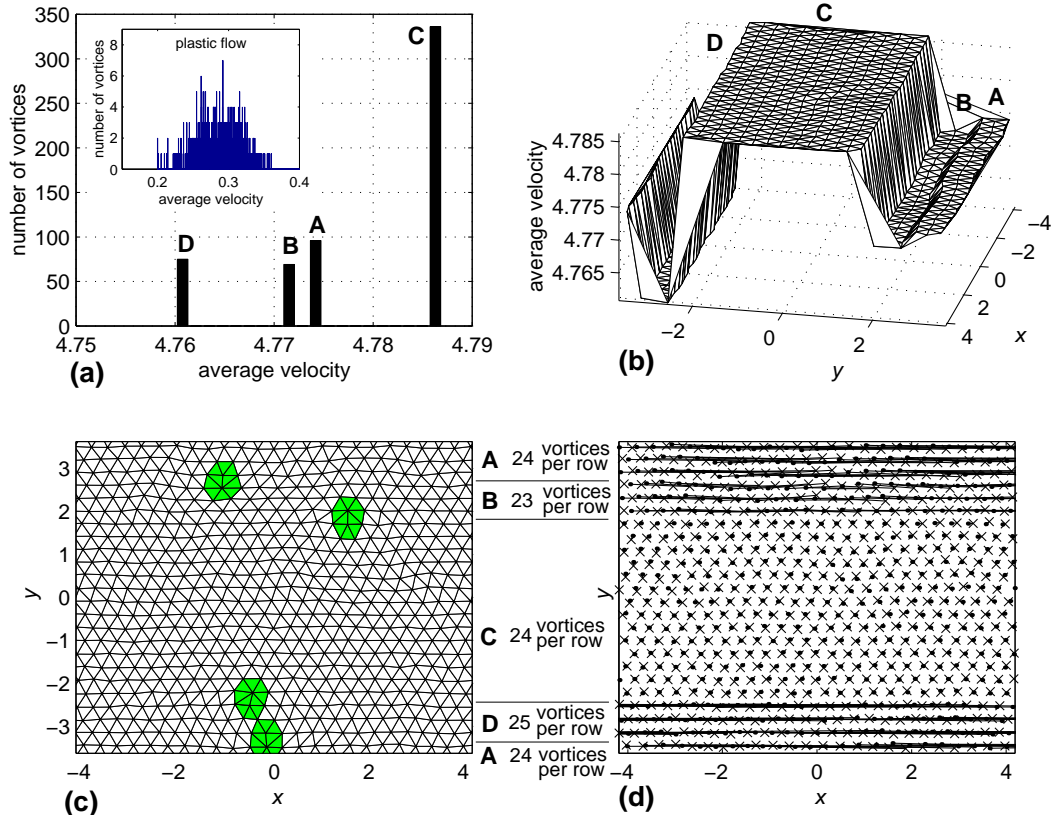 350
300
250
200
150
100
50
0
number of vortices
4.75 4.76 4.77 4.78 4.79
average velocity
(a)
D
B
A
C
plastic flow
number of vortices
8
6
4
2
0
0.2 0.3 0.4
average velocity
C
D
B
A
average velocity
4.785
4.78
4.775
4.77
4.765
−2 0 2 4
y
−4
−2
0
2
x
(b)
y
3
2
1
0
−1
−2
−3
−4 −2 0 2 4
x
(c)
A 24 vortices per row
B 23 vortices per row
C 24 vortices per row
D 25 vortices per row
A 24 vortices per row
y
−4 −2 0 2 4
x
(d)